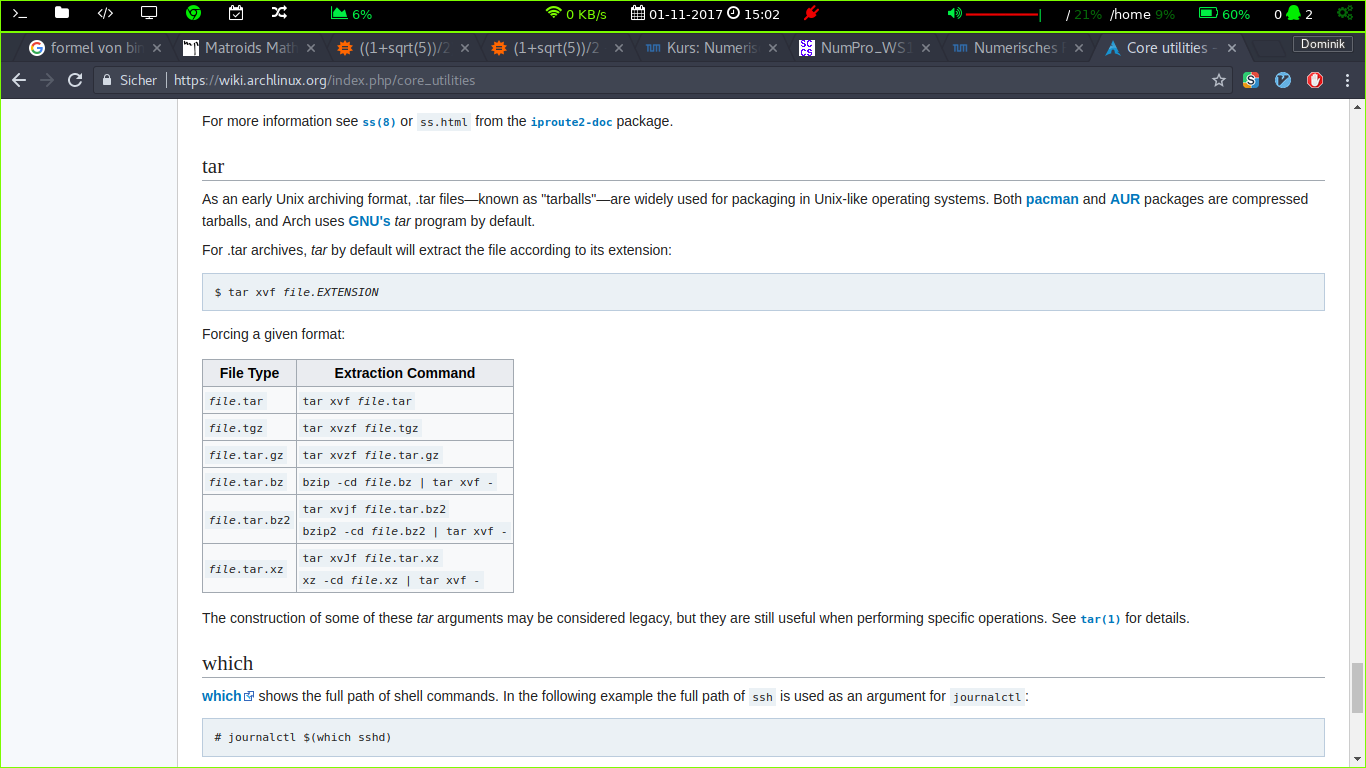 >_ </> 6% 0 KB/s 01-11-2017 15:02 / 21% /home 9% 60% 0 2
formel von bin Matroids Math ((1+sqrt(5))/2 (1+sqrt(5))/2 Kurs: Numeris NumPro_WS1 Numerisches Core utilities - Dominik
Sicher https://wiki.archlinux.org/index.php/core_utilities
For more information see ss(8) or ss.html from the iproute2-doc package.
tar
As an early Unix archiving format, .tar files—known as "tarballs"—are widely used for packaging in Unix-like operating systems. Both pacman and AUR packages are compressed
tarballs, and Arch uses GNU's tar program by default.
For .tar archives, tar by default will extract the file according to its extension:
$ tar xvf file.EXTENSION
Forcing a given format:
File Type Extraction Command
file.tar tar xvf file.tar
file.tgz tar xvzf file.tgz
file.tar.gz tar xvzf file.tar.gz
file.tar.bz bzip -cd file.bz | tar xvf -
file.tar.bz2 tar xvjf file.tar.bz2
bzip2 -cd file.bz2 | tar xvf -
file.tar.xz tar xvJf file.tar.xz
xz -cd file.xz | tar xvf -
The construction of some of these tar arguments may be considered legacy, but they are still useful when performing specific operations. See tar(1) for details.
which
which shows the full path of shell commands. In the following example the full path of ssh is used as an argument for journalctl:
# journalctl $(which sshd)